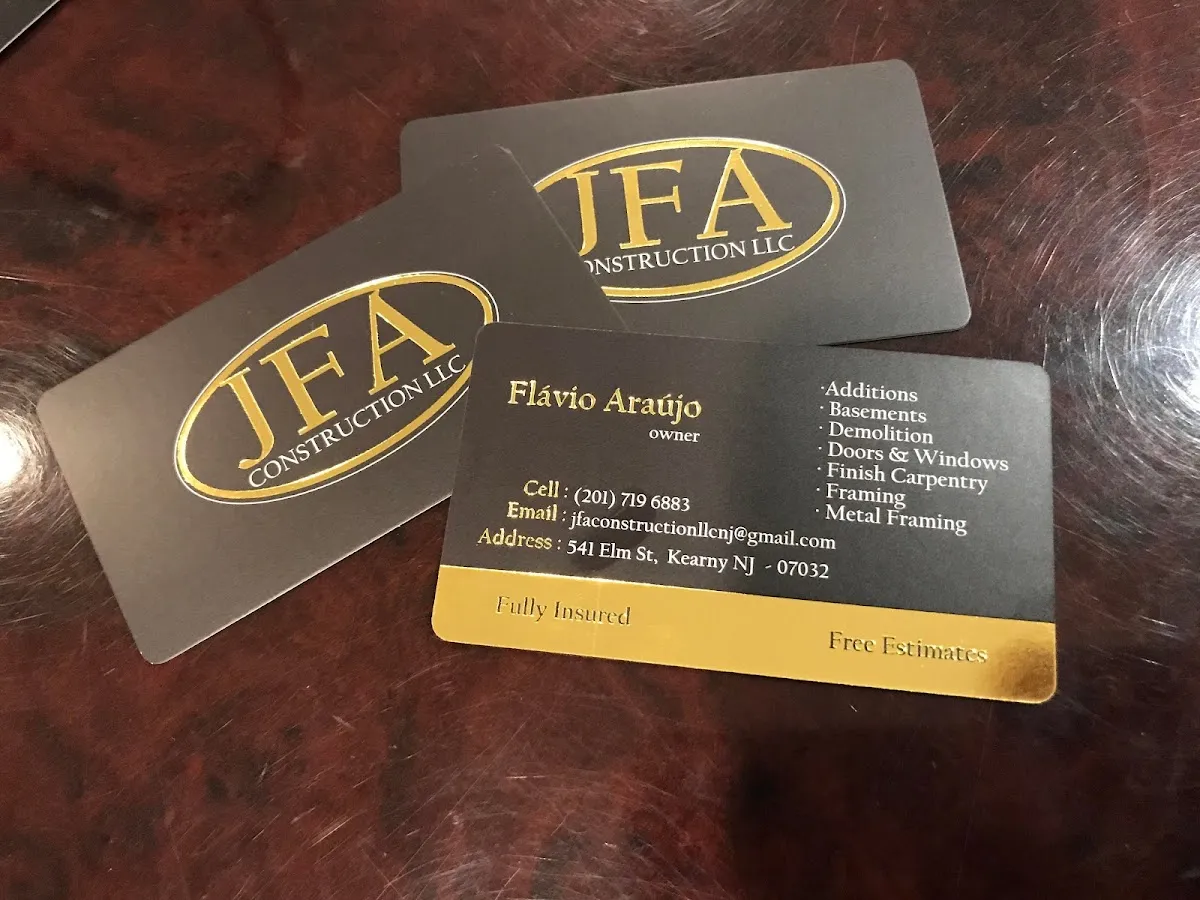 JFA
CONSTRUCTION LLC
JFA
ONSTRUCTION LLC
Flávio Araújo
owner
Cell : (201) 719 6883
Email : jfaconstructionllcnj@gmail.com
Address : 541 Elm St, Kearny NJ - 07032
·Additions
·Basements
·Demolition
·Doors & Windows
·Finish Carpentry
·Framing
·Metal Framing
Fully Insured
Free Estimates